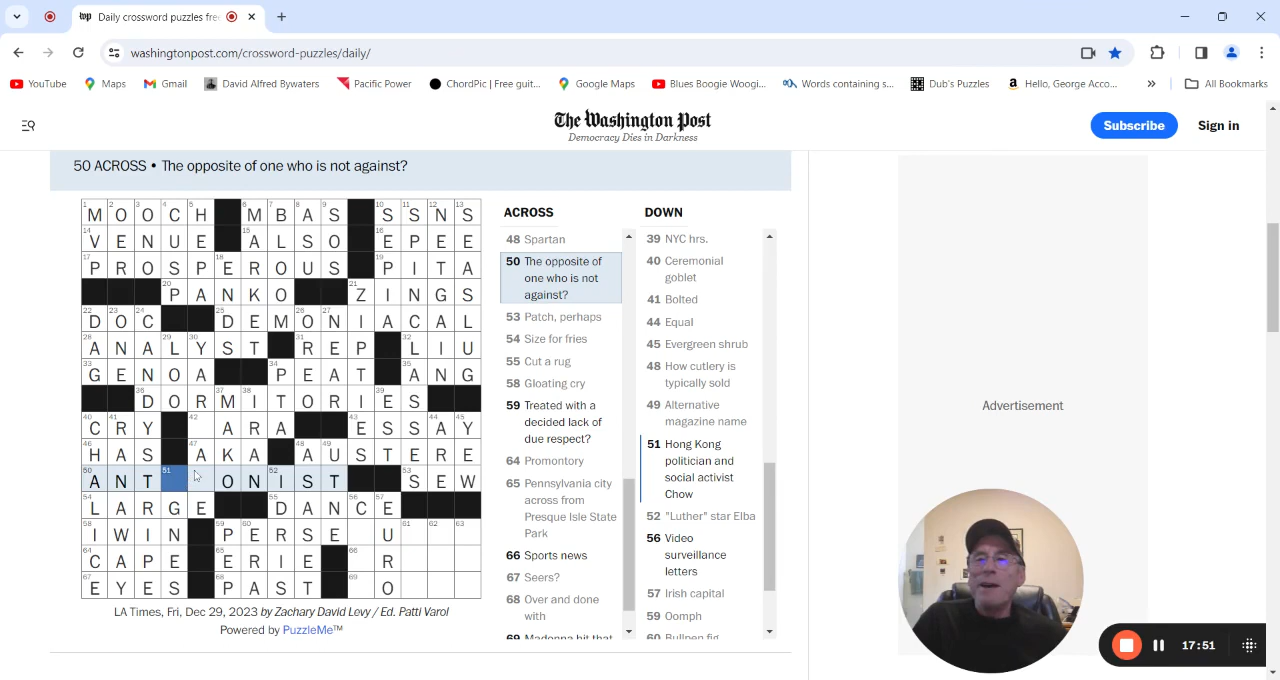 Daily crossword puzzles fre
washingtonpost.com/crossword-puzzles/daily/
YouTube Maps Gmail David Alfred Bywaters Pacific Power ChordPic | Free guit... Google Maps Blues Boogie Woogi... Words containing s... Dub's Puzzles Hello, George Acco... » All Bookmarks
The Washington Post
Democracy Dies in Darkness
Subscribe Sign in
50 ACROSS • The opposite of one who is not against?
M O O C H M B A S S S N S
V E N U E A L S O E P E E
P R O S P E R O U S P I T A
P A N K O Z I N G S
D O C D E M O N I A C A L
A N A L Y S T R E P L I U
G E N O A P E A T A N G
D O R M I T O R I E S
C R Y A R A E S S A Y
H A S A K A A U S T E R E
A N T O N I S T S E W
L A R G E D A N C E
I W I N P E R S E U
C A P E E R I E R
E Y E S P A S T O
LA Times, Fri, Dec 29, 2023 by Zachary David Levy / Ed. Patti Varol
Powered by PuzzleMe™
ACROSS
48 Spartan
50 The opposite of
one who is not
against?
53 Patch, perhaps
54 Size for fries
55 Cut a rug
58 Gloating cry
59 Treated with a
decided lack of
due respect?
64 Promontory
65 Pennsylvania city
across from
Presque Isle State
Park
66 Sports news
67 Seers?
68 Over and done
with
69 Madonna hit that
DOWN
39 NYC hrs.
40 Ceremonial
goblet
41 Bolted
44 Equal
45 Evergreen shrub
48 How cutlery is
typically sold
49 Alternative
magazine name
51 Hong Kong
politician and
social activist
Chow
52 "Luther" star Elba
56 Video
surveillance
letters
57 Irish capital
59 Oomph
60 Bullpen fig.
Advertisement
17:51